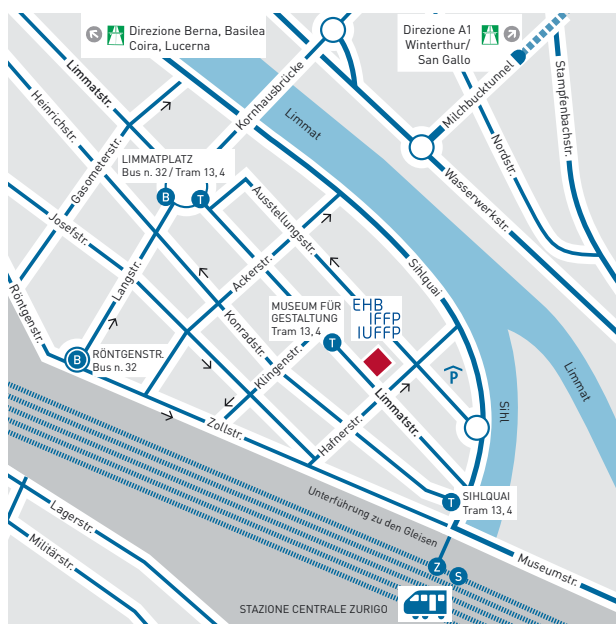 Direzione Berna, Basilea
Coira, Lucerna
Direzione A1
Winterthur/
San Gallo
Limmatstr.
Heinrichstr.
Kornhausbrücke
Limmat
Milchbucktunnel
Stampfenbachstr.
Nordstr.
Gasometerstr.
LIMMATPLATZ
Bus n. 32 / Tram 13, 4
B
T
Wasserwerkstr.
Josefstr.
Ausstellungsstr.
Langstr.
Ackerstr.
Sihlquai
Röntgenstr.
MUSEUM FÜR
GESTALTUNG
Tram 13, 4
EHB
IFFP
IUFFP
Konradstr.
T
B
RÖNTGENSTR.
Bus n. 32
Klingenstr.
P
Limmat
Zollstr.
Hafnerstr.
Limmatstr.
Sihl
Unterführung zu den Gleisen
T
SIHLQUAI
Tram 13, 4
Lagerstr.
Militärstr.
Museumstr.
Z
S
STAZIONE CENTRALE ZURIGO